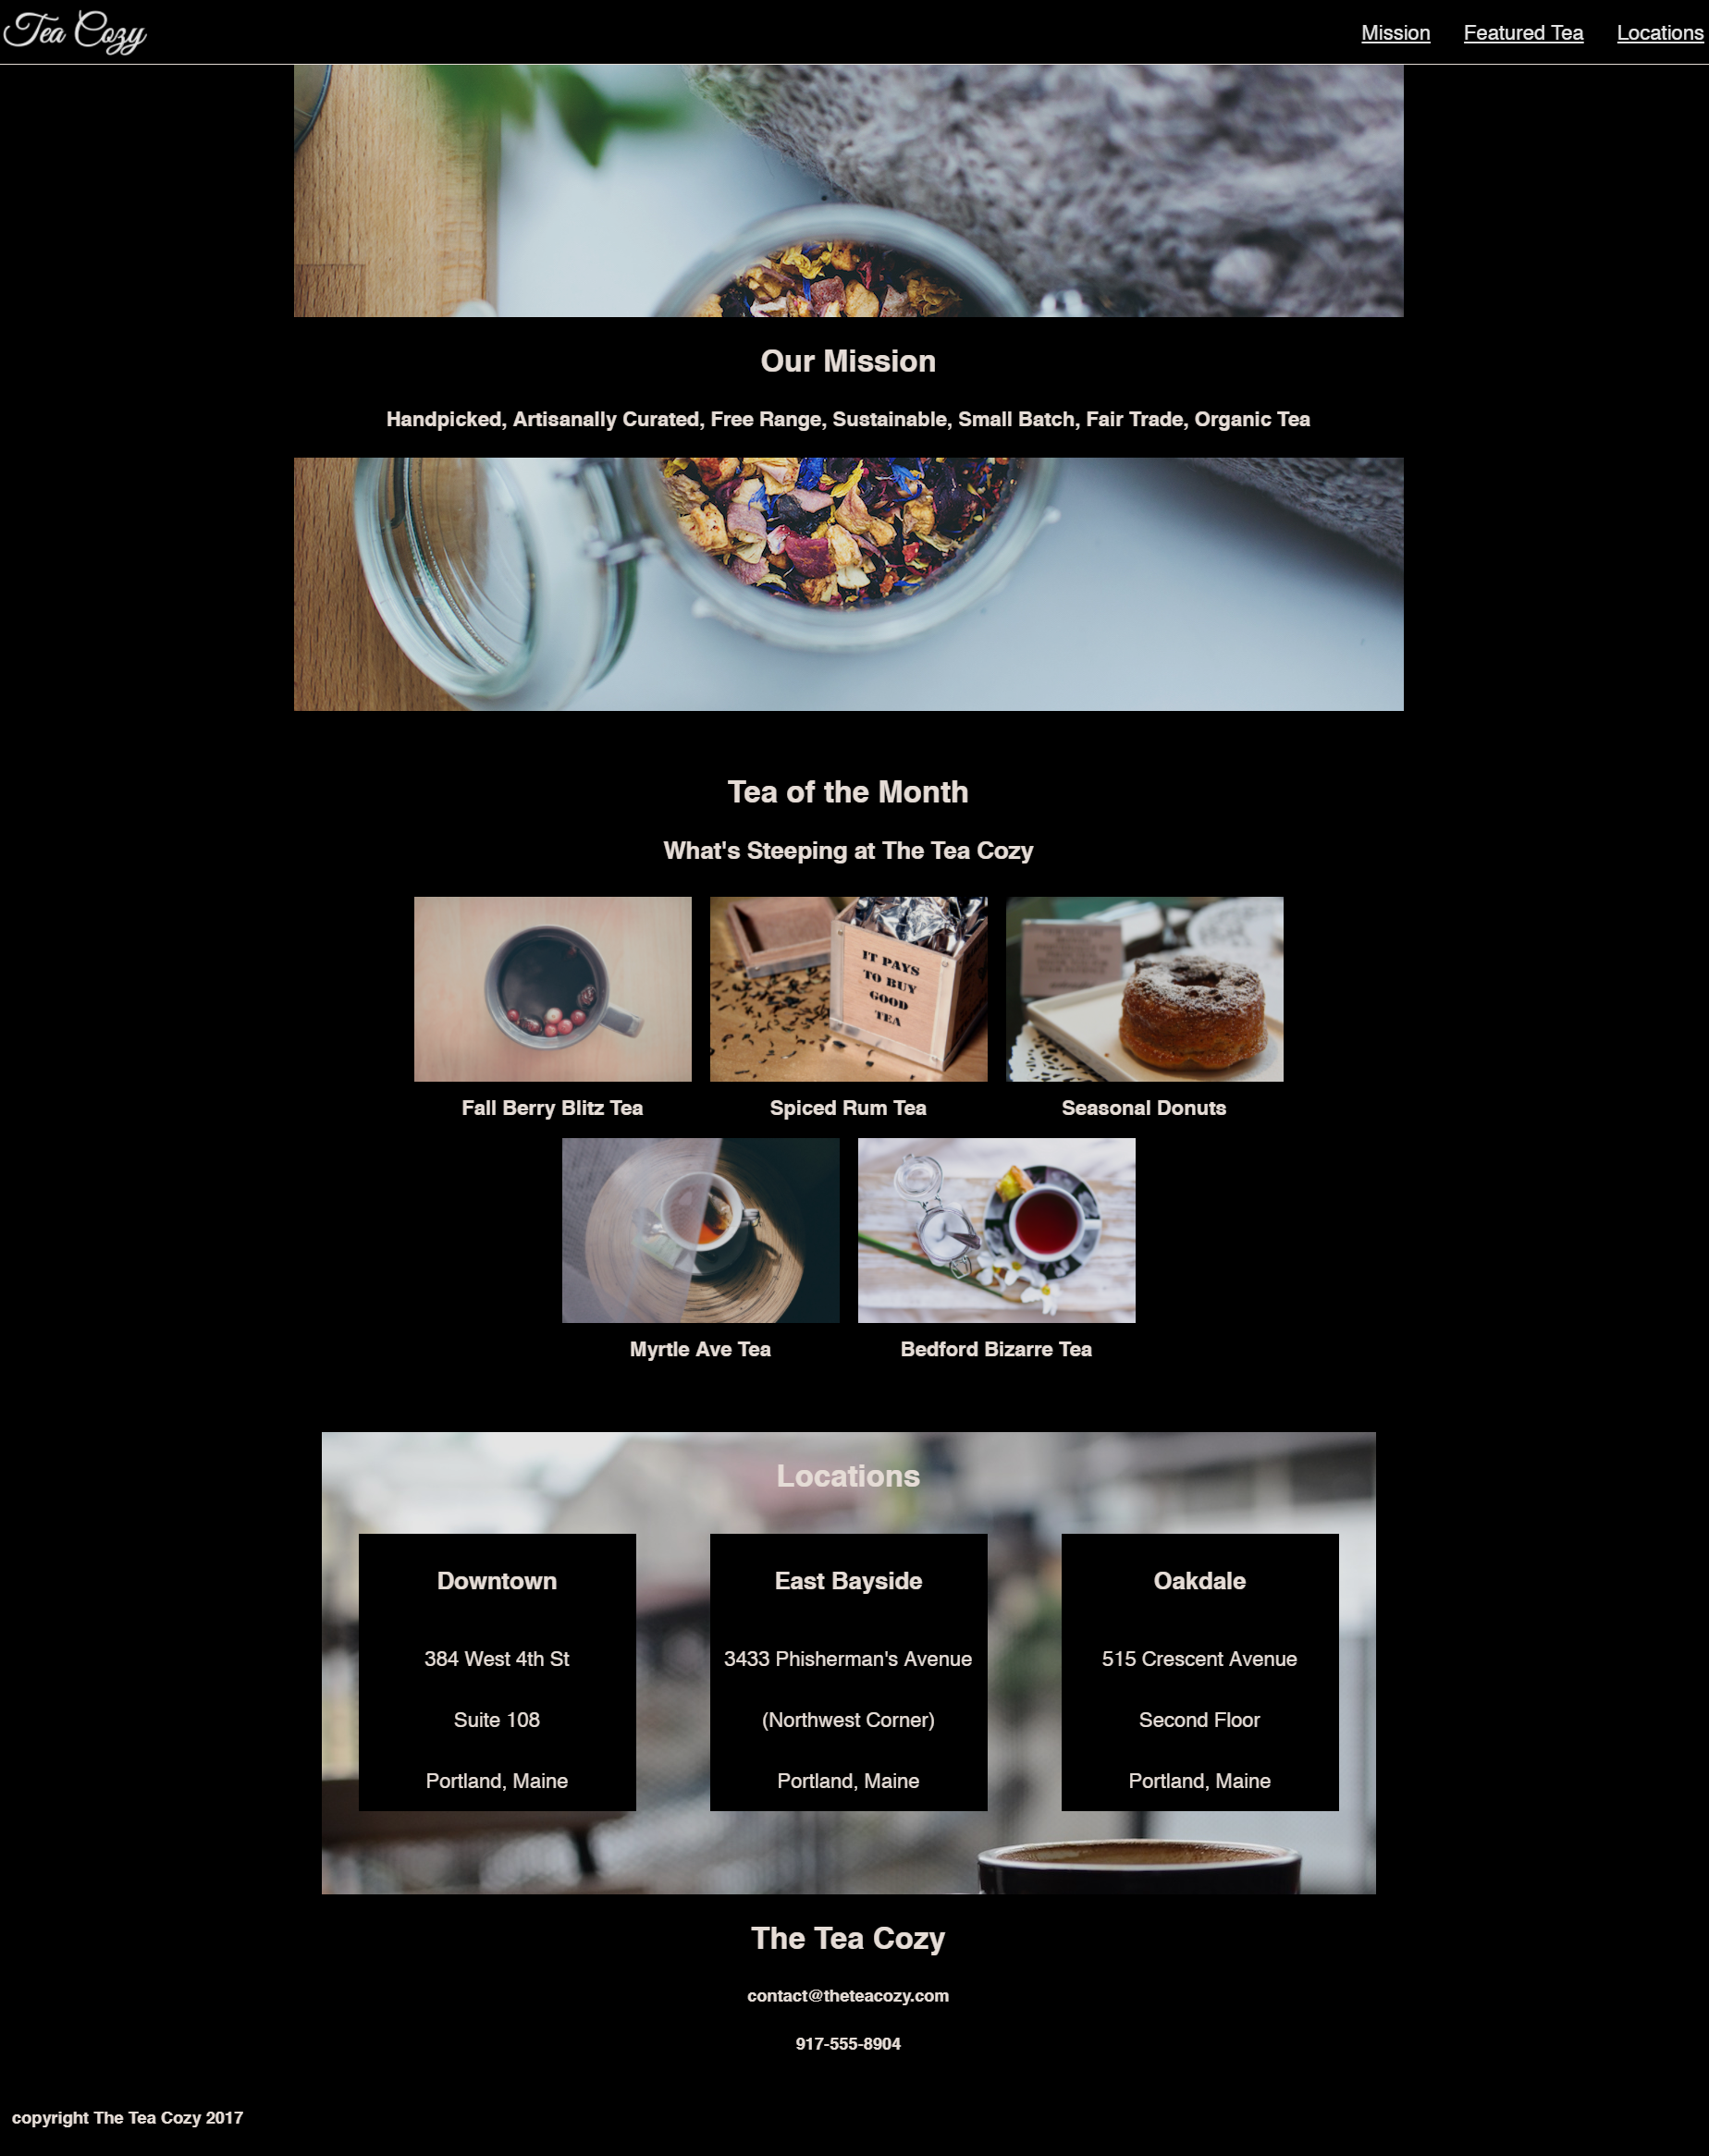 Tea Cozy
Mission Featured Tea Locations
Our Mission
Handpicked, Artisanally Curated, Free Range, Sustainable, Small Batch, Fair Trade, Organic Tea
Tea of the Month
What's Steeping at The Tea Cozy
IT PAYS
TO BUY
GOOD
TEA
Fall Berry Blitz Tea
Spiced Rum Tea
Seasonal Donuts
Myrtle Ave Tea
Bedford Bizarre Tea
Locations
Downtown
384 West 4th St
Suite 108
Portland, Maine
East Bayside
3433 Phisherman's Avenue
(Northwest Corner)
Portland, Maine
Oakdale
515 Crescent Avenue
Second Floor
Portland, Maine
The Tea Cozy
contact@theteacozy.com
917-555-8904
copyright The Tea Cozy 2017